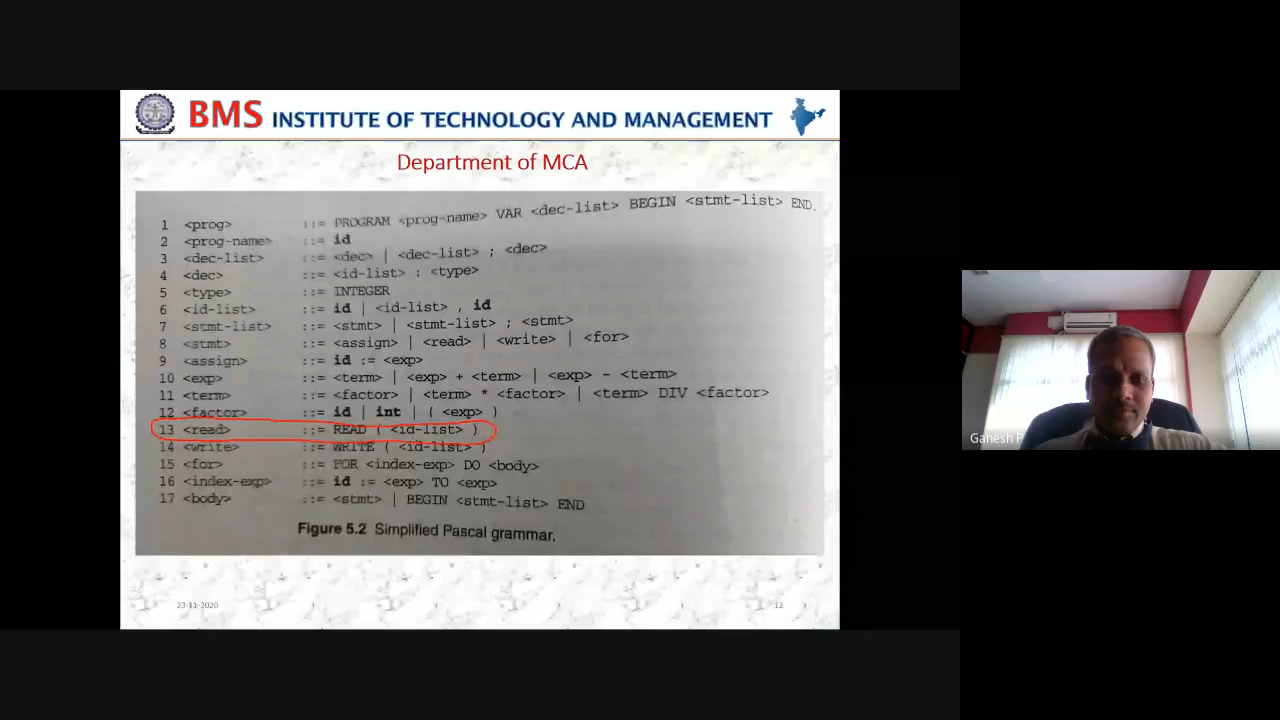 BMS INSTITUTE OF TECHNOLOGY AND MANAGEMENT
Department of MCA
1 <prog> ::= PROGRAM <prog-name> VAR <dec-list> BEGIN <stmt-list> END.
2 <prog-name> ::= id
3 <dec-list> ::= <dec> | <dec-list> ; <dec>
4 <dec> ::= <id-list> : <type>
5 <type> ::= INTEGER
6 <id-list> ::= id | <id-list> , id
7 <stmt-list> ::= <stmt> | <stmt-list> ; <stmt>
8 <stmt> ::= <assign> | <read> | <write> | <for>
9 <assign> ::= id := <exp>
10 <exp> ::= <term> | <exp> + <term> | <exp> - <term>
11 <term> ::= <factor> | <term> * <factor> | <term> DIV <factor>
12 <factor> ::= id | int | ( <exp> )
13 <read> ::= READ ( <id-list> )
14 <write> ::= WRITE ( <id-list> )
15 <for> ::= FOR <index-exp> DO <body>
16 <index-exp> ::= id := <exp> TO <exp>
17 <body> ::= <stmt> | BEGIN <stmt-list> END
Figure 5.2 Simplified Pascal grammar.
23-11-2020
12
Ganesh